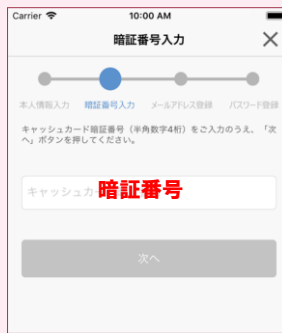 Carrier 10:00 AM
暗証番号入力
本人情報入力 暗証番号入力 メールアドレス登録 パスワード登録
キャッシュカード暗証番号（半角数字4桁）をご入力のうえ、「次
へ」ボタンを押してください。
キャッシュカ
暗証番号
次へ